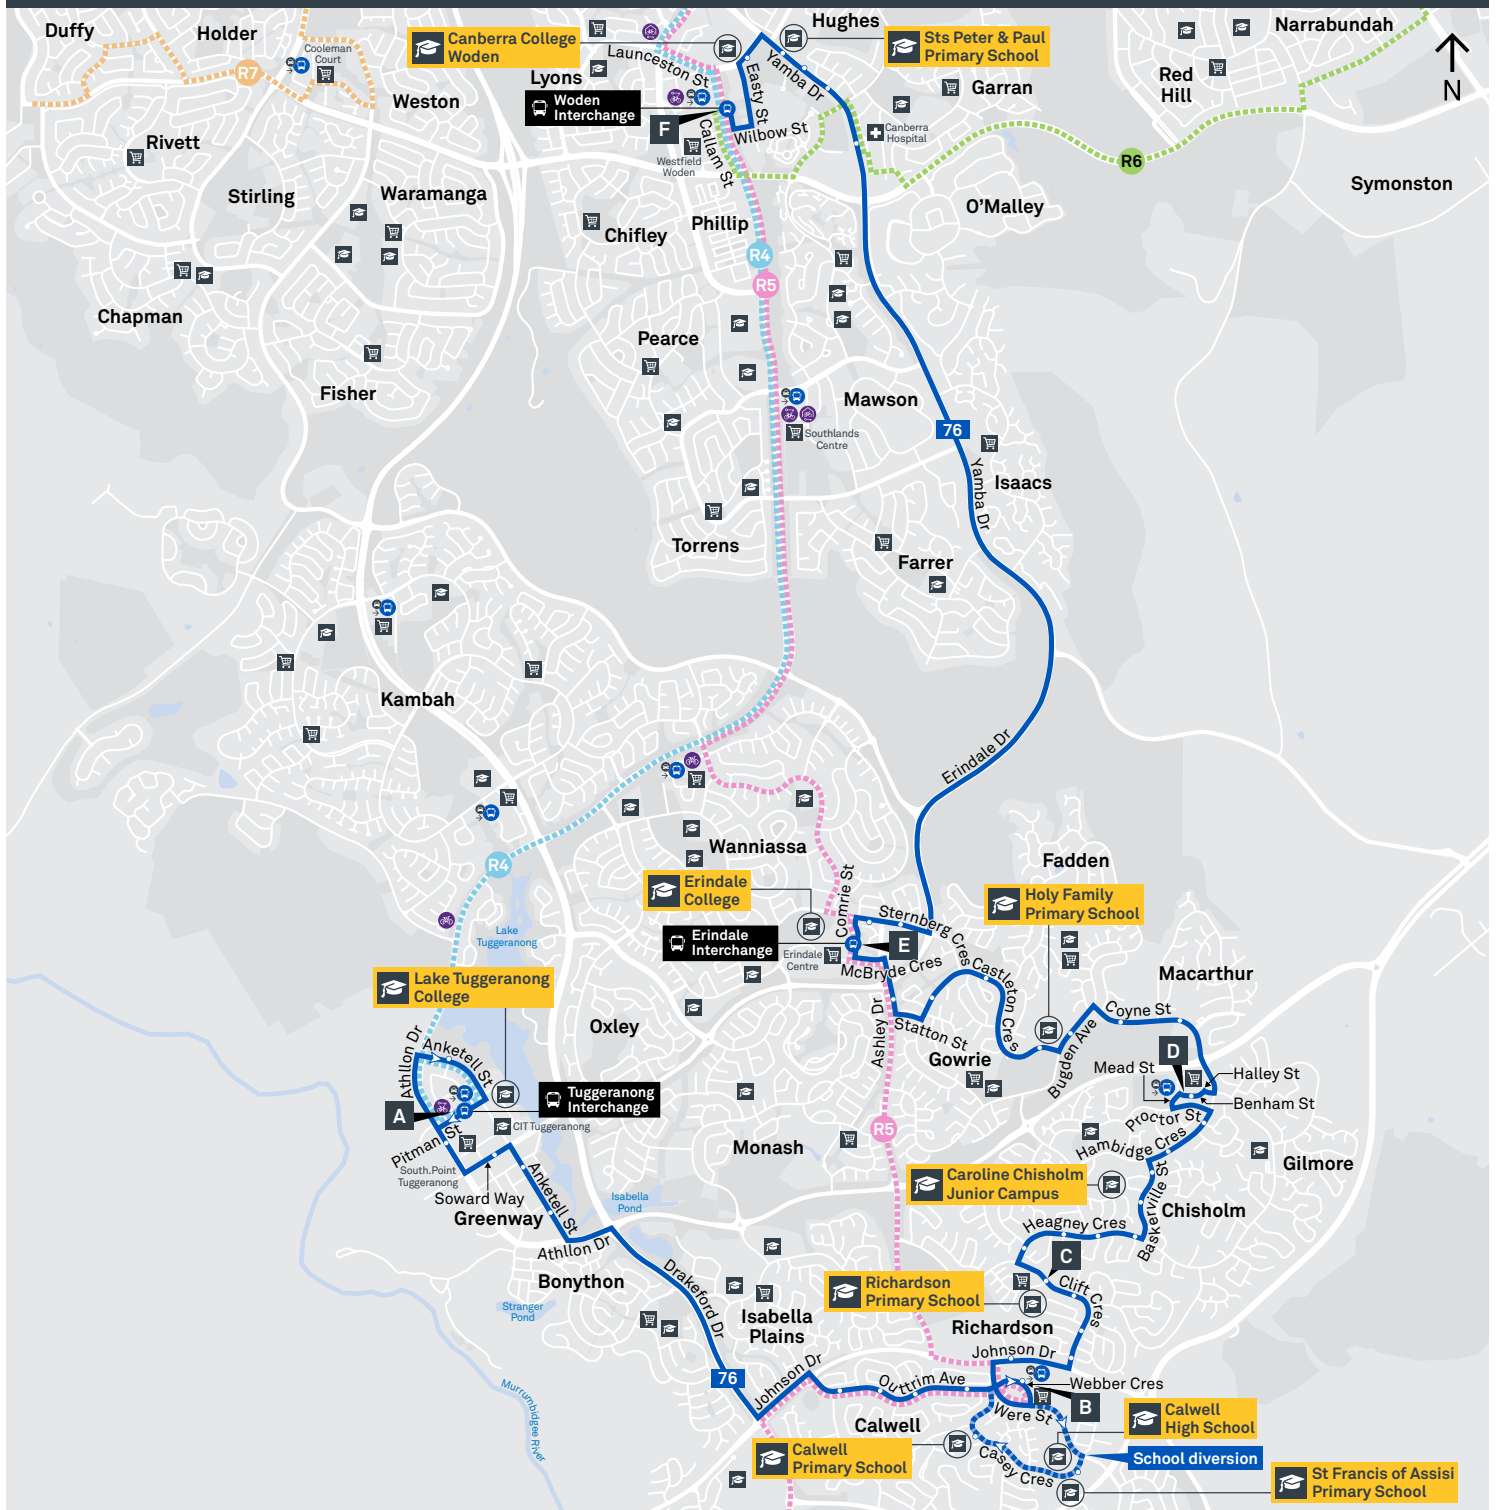 Duffy
Holder
Cooleman
Court
R7
Weston
Rivett
Stirling
Waramanga
Chapman
Fisher
Canberra College
Woden
Lyons
Launceston St
Woden
Interchange
F
Callam St
Westfield
Woden
Easty St
Wilbow St
Yamba Dr
Hughes
Sts Peter & Paul
Primary School
Garran
Canberra
Hospital
Red
Hill
Narrabundah
N
R6
Symonston
O'Malley
Phillip
Chifley
R4
R5
Pearce
Mawson
Southlands
Centre
76
Yamba Dr
Isaacs
Torrens
Farrer
Kambah
Erindale Dr
Wanniassa
R4
Fadden
Erindale
College
Comrie St
Sternberg Cres
Holy Family
Primary School
Erindale
Interchange
E
Erindale
Centre
McBryde Cres
Castleton Cres
Lake
Tuggeranong
Lake Tuggeranong
College
Macarthur
Oxley
Ashley Dr
Statton St
Gowrie
Bugden Ave
Coyne St
D
Mead St
Halley St
Benham St
Proctor St
Athllon Dr
Anketell St
A
Tuggeranong
Interchange
CIT Tuggeranong
Pitman St
South.Point
Tuggeranong
Soward Way
Greenway
Anketell St
Monash
R5
Hambidge Cres
Gilmore
Caroline Chisholm
Junior Campus
Baskerville St
Chisholm
Isabella
Pond
Athllon Dr
Bonython
Heagney Cres
C
Clift Cres
Richardson
Primary School
Richardson
Stranger
Pond
Drakeford Dr
Isabella
Plains
Murrumbidgee River
76
Johnson Dr
Johnson Dr
Outtrim Ave
Webber Cres
B
Were St
Calwell
Calwell
High School
Calwell
Primary School
Casey Cres
School diversion
St Francis of Assisi
Primary School